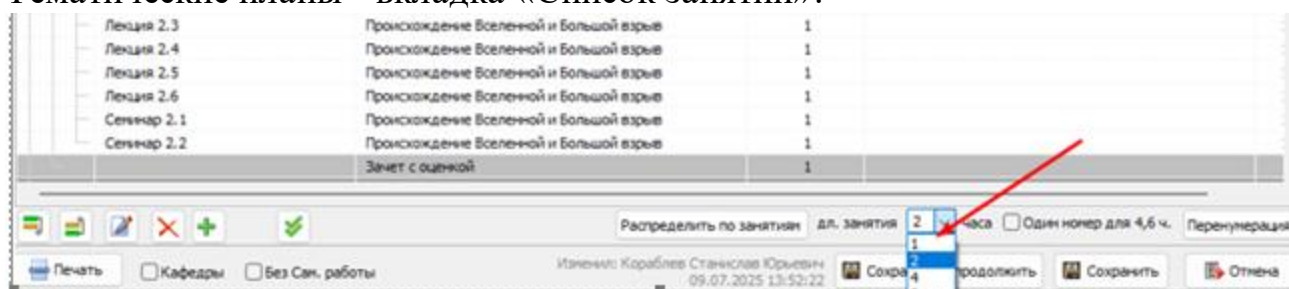 Тематические планы - вкладка «Список занятий».
Лекция 2.3 Происхождение Вселенной и Большой взрыв 1
Лекция 2.4 Происхождение Вселенной и Большой взрыв 1
Лекция 2.5 Происхождение Вселенной и Большой взрыв 1
Лекция 2.6 Происхождение Вселенной и Большой взрыв 1
Семинар 2.1 Происхождение Вселенной и Большой взрыв 1
Семинар 2.2 Происхождение Вселенной и Большой взрыв 1
Зачет с оценкой 1
Распределить по занятиям дл. занятия 2 часа Один номер для 4,6 ч. Перенумерация
1
2
4
Печать Кафедры Без Сам. работы Изменил: Кораблев Станислав Юрьевич Сохра продолжить Сохранить Отмена
09.07.2025 13:52:22